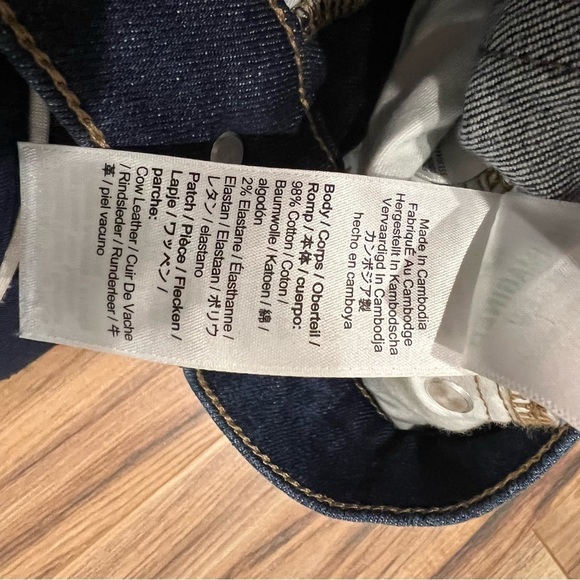 Made In Cambodia
FabriquÉ Au Cambodge
Hergestellt In Kambodscha
Vervaardigd In Cambodja
カンボジア製
hecho en camboya
Body / Corps / Oberteil /
Romp / 本体 / cuerpo:
98% Cotton / Coton /
Baumwolle / Katoen / 綿 /
algodón
2% Elastane / Élasthanne /
Elastan / Elastaan / ポリウ
レタン / elastano
Patch / Pièce / Flecken /
Lapje / ワッペン /
parche:
Cow Leather / Cuir De Vache
/ Rindsleder / Runderleer / 牛
革 / piel vacuno